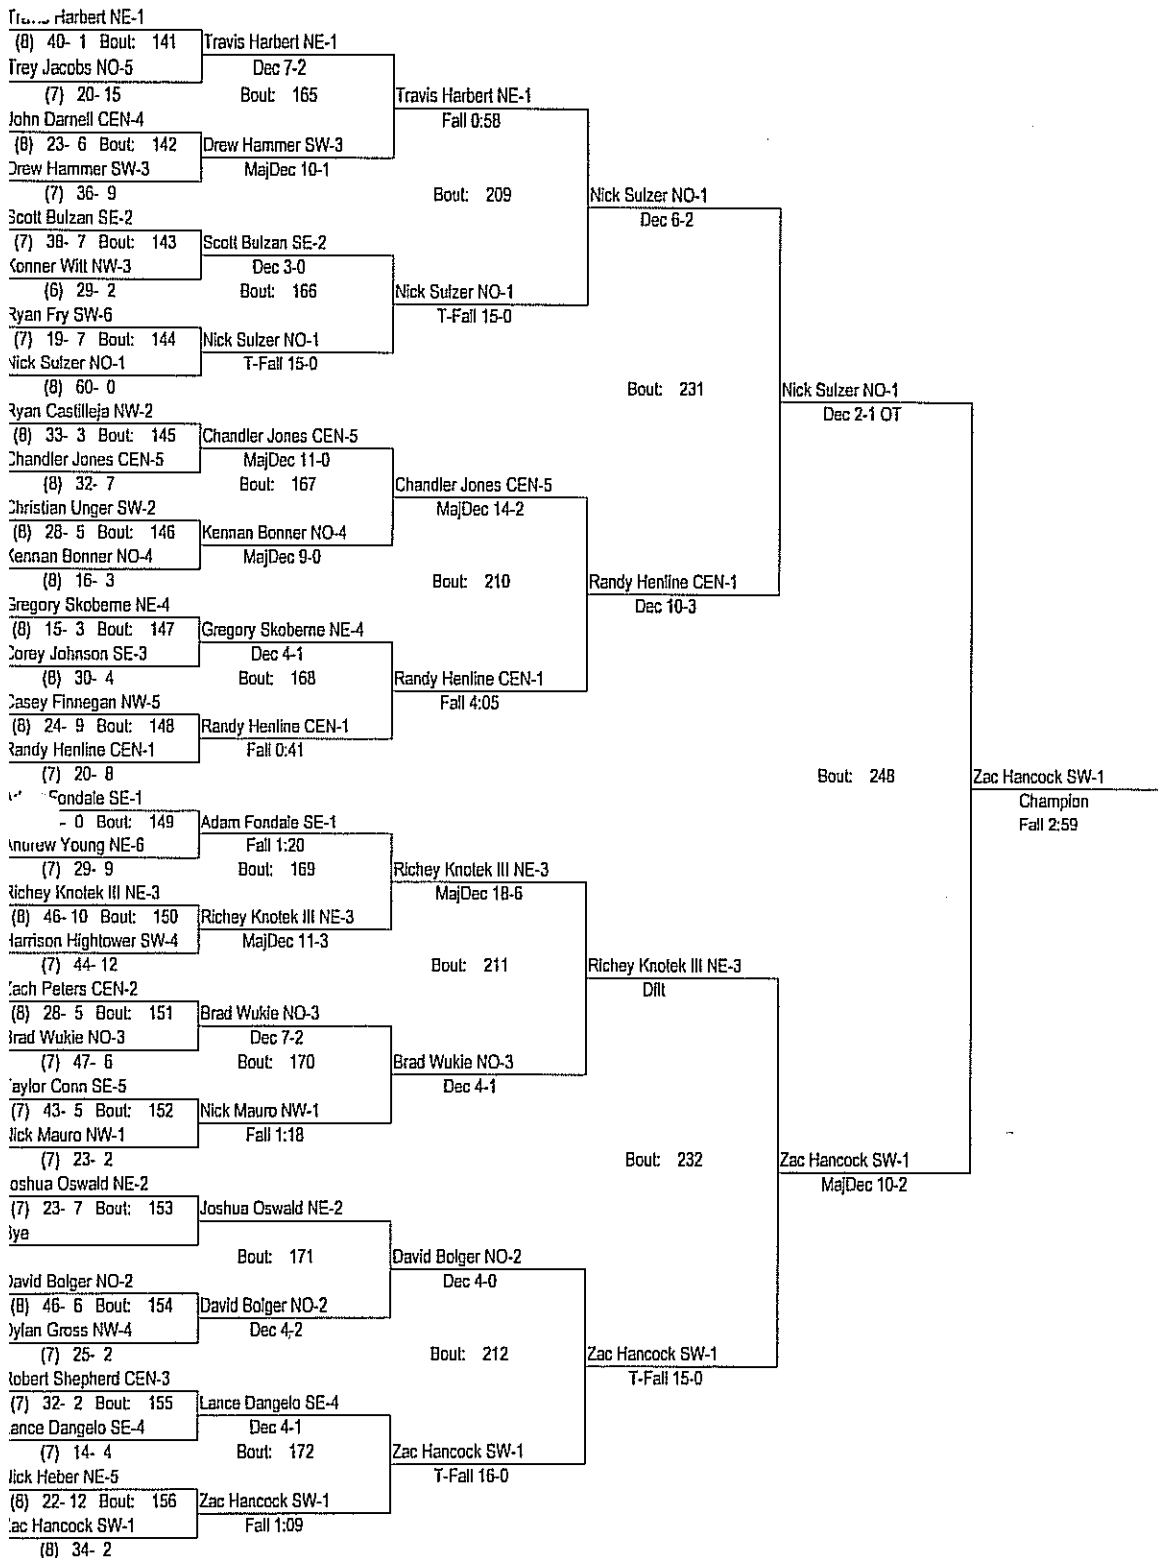 Harbert NE-1
(8) 40- 1 Bout: 141
Trey Jacobs NO-5
(7) 20- 15
John Darnell CEN-4
(8) 23- 6 Bout: 142
Drew Hammer SW-3
(7) 36- 9
Scott Bulzan SE-2
(7) 38- 7 Bout: 143
Konner Witt NW-3
(6) 29- 2
Ryan Fry SW-6
(7) 19- 7 Bout: 144
Nick Sulzer NO-1
(8) 60- 0
Ryan Castilleja NW-2
(8) 33- 3 Bout: 145
Chandler Jones CEN-5
(8) 32- 7
Christian Unger SW-2
(8) 28- 5 Bout: 146
Kennan Bonner NO-4
(8) 16- 3
Gregory Skoberne NE-4
(8) 15- 3 Bout: 147
Corey Johnson SE-3
(8) 30- 4
Casey Finnegan NW-5
(8) 24- 9 Bout: 148
Randy Henline CEN-1
(7) 20- 8
Fondale SE-1
- 0 Bout: 149
Andrew Young NE-6
(7) 29- 9
Richey Knotek III NE-3
(8) 46- 10 Bout: 150
Harrison Hightower SW-4
(7) 44- 12
Zach Peters CEN-2
(8) 28- 5 Bout: 151
Brad Wukie NO-3
(7) 47- 6
Taylor Conn SE-5
(7) 43- 5 Bout: 152
Nick Mauro NW-1
(7) 23- 2
oshua Oswald NE-2
(7) 23- 7 Bout: 153
Bye
David Bolger NO-2
(8) 46- 6 Bout: 154
Dylan Gross NW-4
(7) 25- 2
Robert Shepherd CEN-3
(7) 32- 2 Bout: 155
Lance Dangelo SE-4
(7) 14- 4
Nick Heber NE-5
(8) 22- 12 Bout: 156
Zac Hancock SW-1
(8) 34- 2
Travis Harbert NE-1
Dec 7-2
Bout: 165
Drew Hammer SW-3
MajDec 10-1
Scott Bulzan SE-2
Dec 3-0
Bout: 166
Nick Sulzer NO-1
T-Fall 15-0
Chandler Jones CEN-5
MajDec 11-0
Bout: 167
Kennan Bonner NO-4
MajDec 9-0
Gregory Skoberne NE-4
Dec 4-1
Bout: 168
Randy Henline CEN-1
Fall 0:41
Adam Fondale SE-1
Fall 1:20
Bout: 169
Richey Knotek III NE-3
MajDec 11-3
Brad Wukie NO-3
Dec 7-2
Bout: 170
Nick Mauro NW-1
Fall 1:18
Joshua Oswald NE-2
Bout: 171
David Bolger NO-2
Dec 4-2
Lance Dangelo SE-4
Dec 4-1
Bout: 172
Zac Hancock SW-1
Fall 1:09
Travis Harbert NE-1
Fall 0:58
Bout: 209
Nick Sulzer NO-1
T-Fall 15-0
Chandler Jones CEN-5
MajDec 14-2
Bout: 210
Randy Henline CEN-1
Fall 4:05
Richey Knotek III NE-3
MajDec 18-6
Bout: 211
Brad Wukie NO-3
Dec 4-1
David Bolger NO-2
Dec 4-0
Bout: 212
Zac Hancock SW-1
T-Fall 16-0
Nick Sulzer NO-1
Dec 6-2
Bout: 231
Randy Henline CEN-1
Dec 10-3
Richey Knotek III NE-3
Dflt
Bout: 232
Zac Hancock SW-1
T-Fall 15-0
Nick Sulzer NO-1
Dec 2-1 OT
Bout: 248
Zac Hancock SW-1
MajDec 10-2
Zac Hancock SW-1
Champion
Fall 2:59